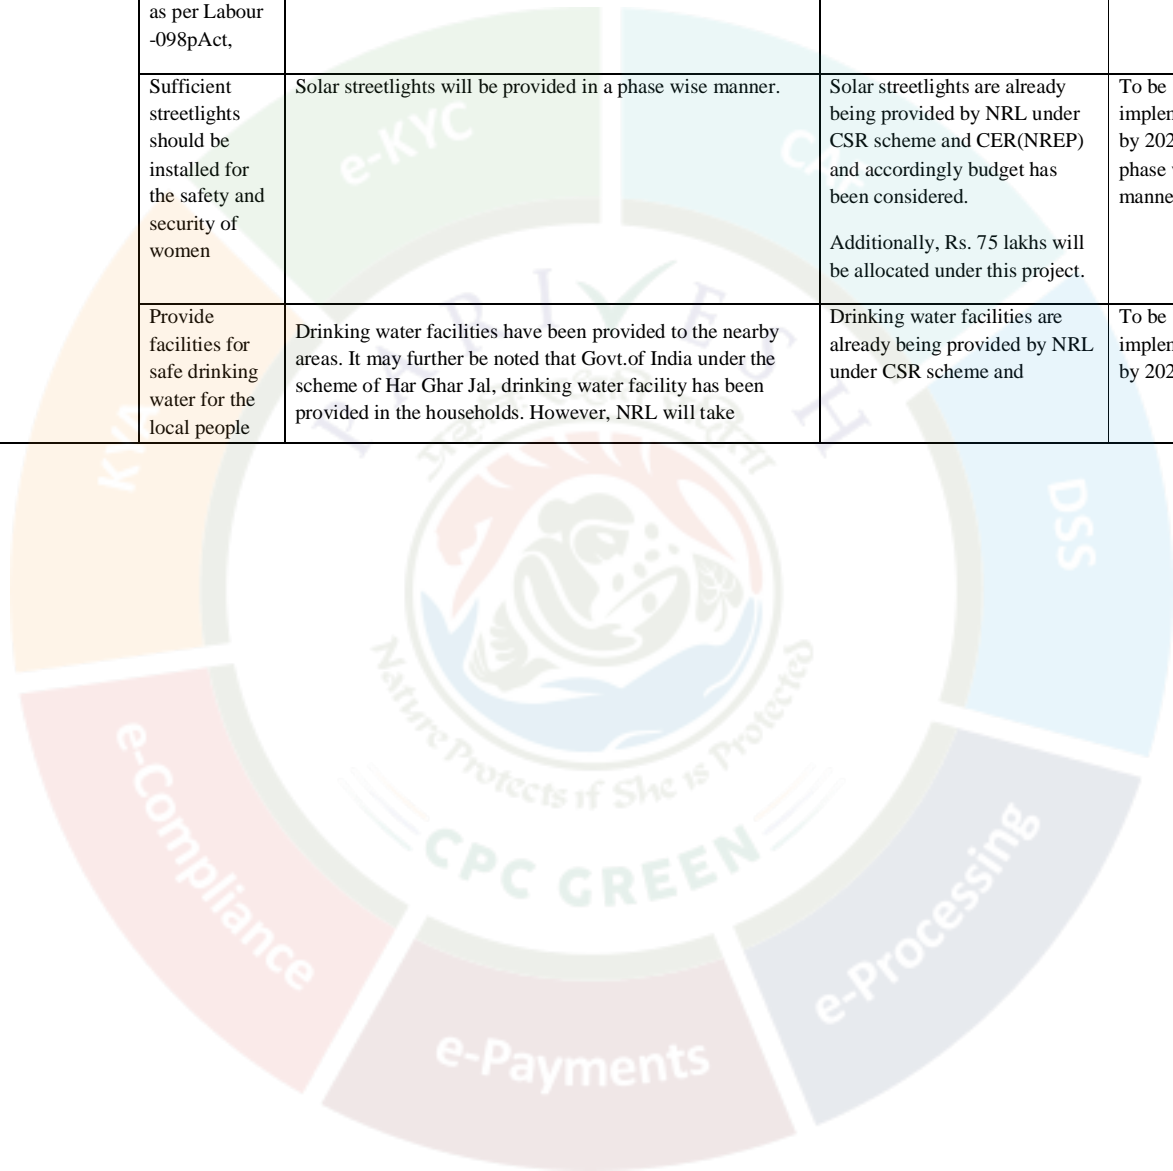 as per Labour
-098pAct,
Sufficient
streetlights
should be
installed for
the safety and
security of
women
Solar streetlights will be provided in a phase wise manner.
Solar streetlights are already
being provided by NRL under
CSR scheme and CER(NREP)
and accordingly budget has
been considered.
Additionally, Rs. 75 lakhs will
be allocated under this project.
To be
by 202
phase
Provide
facilities for
safe drinking
water for the
local people
Drinking water facilities have been provided to the nearby
areas. It may further be noted that Govt.of India under the
scheme of Har Ghar Jal, drinking water facility has been
provided in the households. However, NRL will take
Drinking water facilities are
already being provided by NRL
under CSR scheme and
To be
by 202
e-KYC
KYA
DSS
PARIVESH
Nature Protects if She is Protected
CPC GREEN
e-Compliance
e-Processing
e-Payments